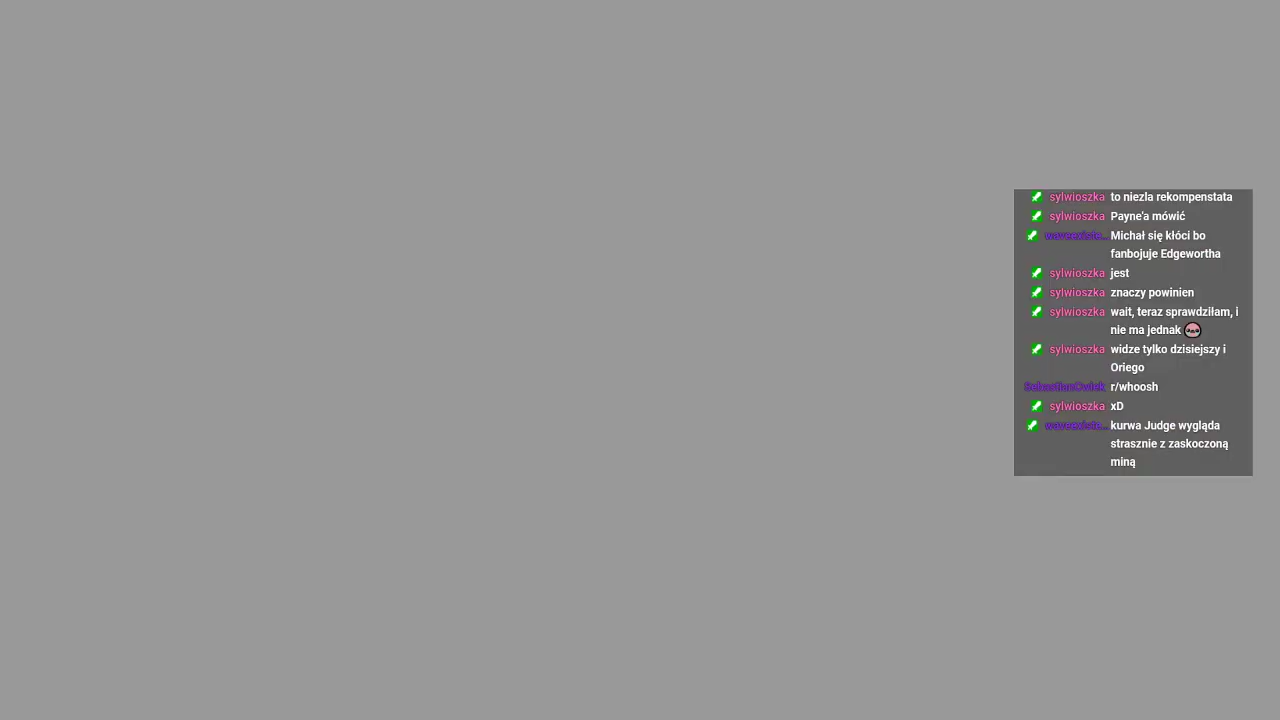 sylwioszka to niezla rekompenstata
sylwioszka Payne'a mówić
waveexiste... Michał się kłóci bo
fanbojuje Edgewortha
sylwioszka jest
sylwioszka znaczy powinien
sylwioszka wait, teraz sprawdziłam, i
nie ma jednak
sylwioszka widze tylko dzisiejszy i
Oriego
r/whoosh
sylwioszka xD
waveexiste... kurwa Judge wygląda
strasznie z zaskoczoną
miną